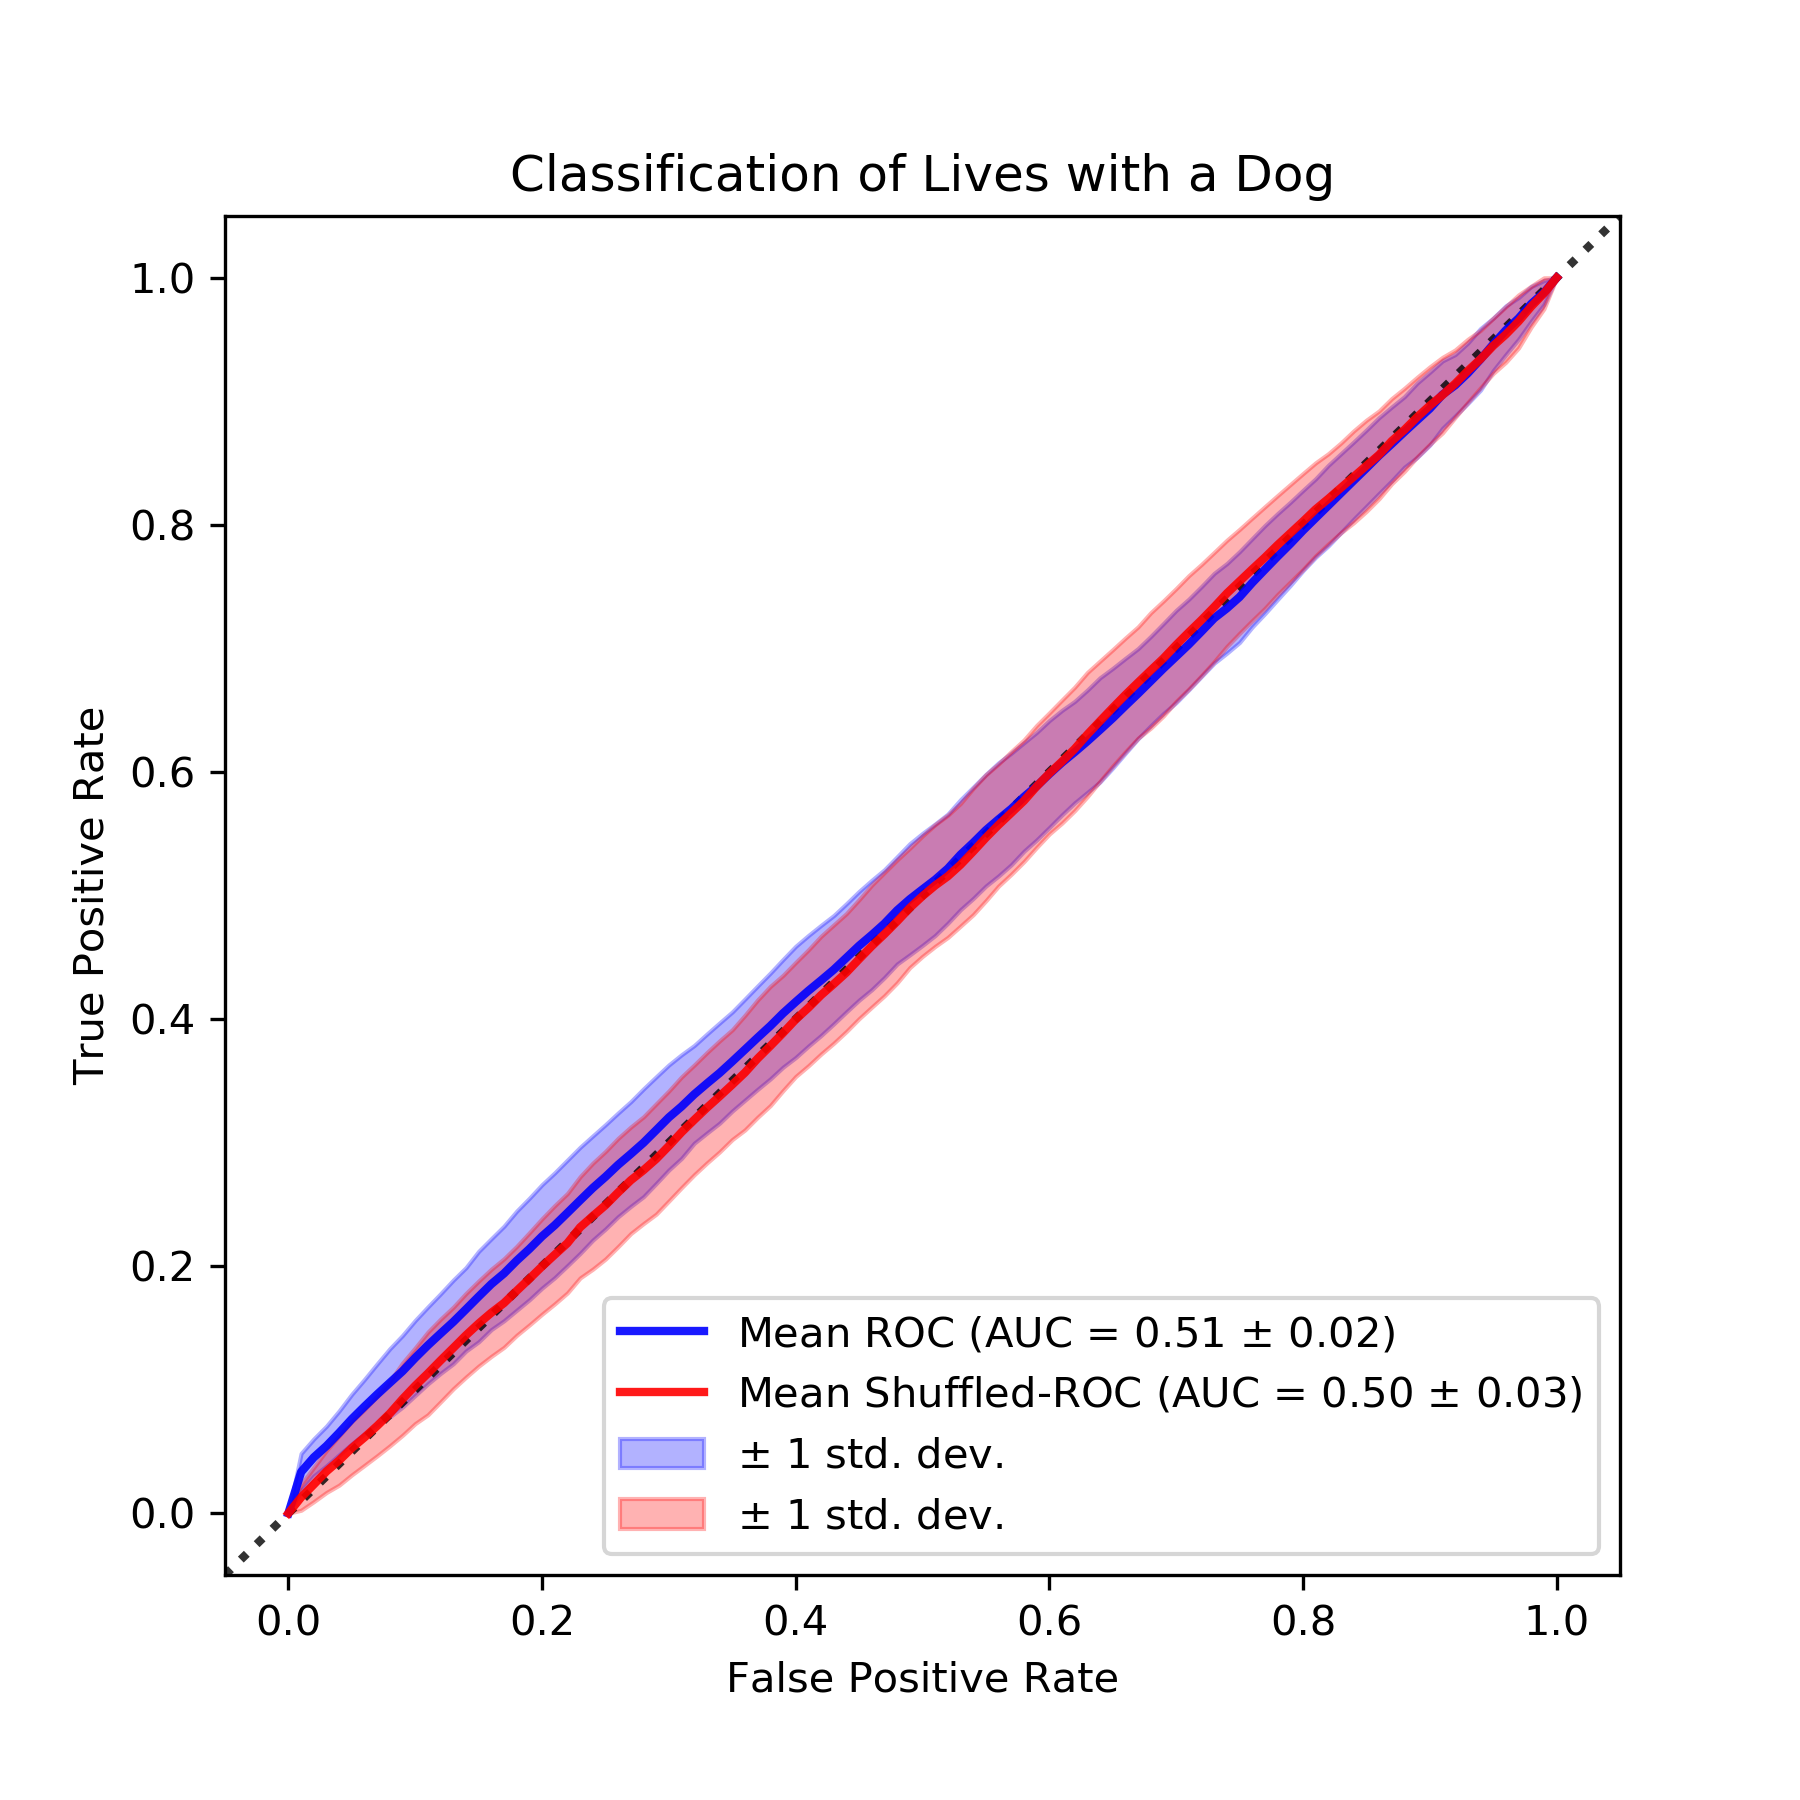 Classification of Lives with a Dog
1.0
0.8
0.6
0.4
0.2
0.0
True Positive Rate
Mean ROC (AUC = 0.51 ± 0.02)
Mean Shuffled-ROC (AUC = 0.50 ± 0.03)
± 1 std. dev.
± 1 std. dev.
0.0 0.2 0.4 0.6 0.8 1.0
False Positive Rate